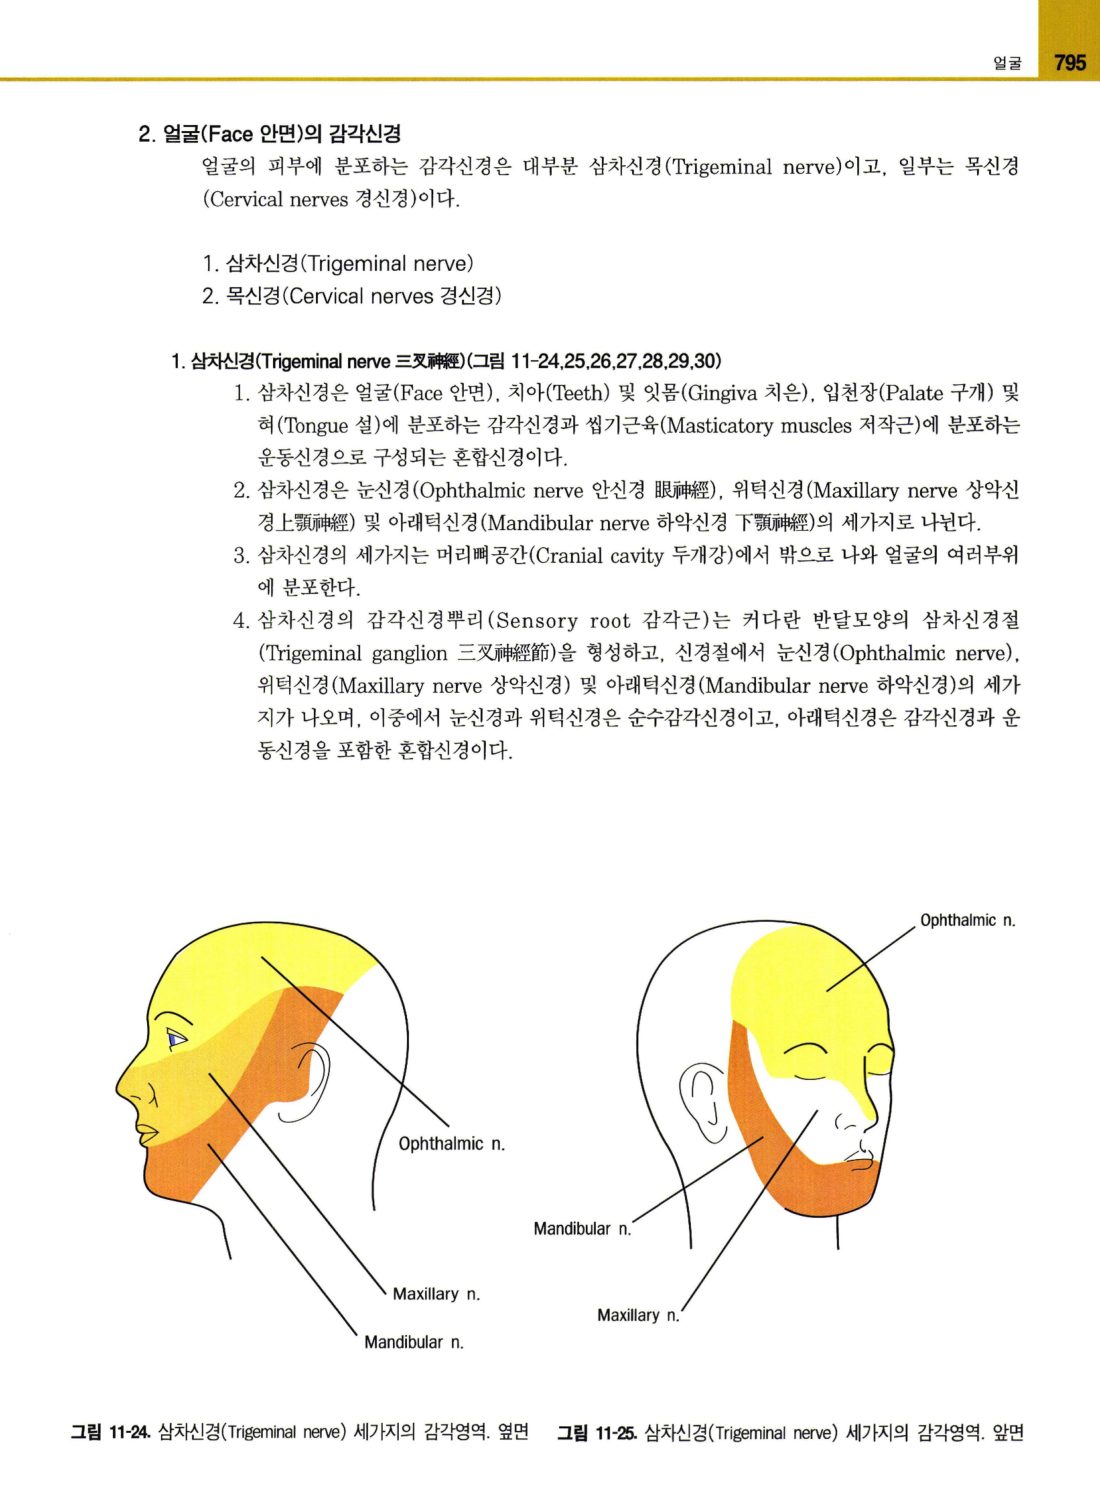 얼굴 795
2. 얼굴(Face 안면)의 감각신경
얼굴의 피부에 분포하는 감각신경은 대부분 삼차신경(Trigeminal nerve)이고, 일부는 목신경
(Cervical nerves 경신경)이다.
1. 삼차신경(Trigeminal nerve)
2. 목신경(Cervical nerves 경신경)
1. 삼차신경(Trigeminal nerve 三叉神經)(그림 11-24,25,26,27,28,29,30)
1. 삼차신경은 얼굴(Face 안면), 치아(Teeth) 및 잇몸(Gingiva 치은), 입천장(Palate 구개) 및
혀(Tongue 설)에 분포하는 감각신경과 씹기근육(Masticatory muscles 저작근)에 분포하는
운동신경으로 구성되는 혼합신경이다.
2. 삼차신경은 눈신경(Ophthalmic nerve 안신경 眼神經), 위턱신경(Maxillary nerve 상악신
경上顎神經) 및 아래턱신경(Mandibular nerve 하악신경 下顎神經)의 세가지로 나뉜다.
3. 삼차신경의 세가지는 머리뼈공간(Cranial cavity 두개강)에서 밖으로 나와 얼굴의 여러부위
에 분포한다.
4. 삼차신경의 감각신경뿌리(Sensory root 감각근)는 커다란 반달모양의 삼차신경절
(Trigeminal ganglion 三叉神經節)을 형성하고, 신경절에서 눈신경(Ophthalmic nerve),
위턱신경(Maxillary nerve 상악신경) 및 아래턱신경(Mandibular nerve 하악신경)의 세가
지가 나오며, 이중에서 눈신경과 위턱신경은 순수감각신경이고, 아래턱신경은 감각신경과 운
동신경을 포함한 혼합신경이다.
Ophthalmic n.
Maxillary n.
Mandibular n.
Ophthalmic n.
Mandibular n.
Maxillary n.
그림 11-24. 삼차신경(Trigeminal nerve) 세가지의 감각영역. 옆면
그림 11-25. 삼차신경(Trigeminal nerve) 세가지의 감각영역. 앞면